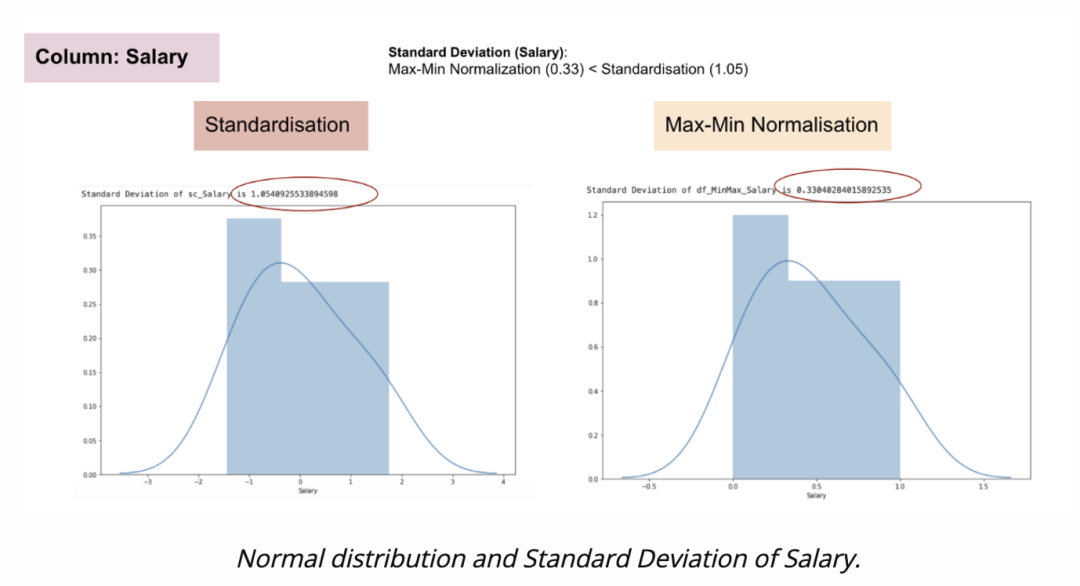 Column: Salary
Standard Deviation (Salary):
Max-Min Normalization (0.33) < Standardisation (1.05)
Standardisation
Max-Min Normalisation
Standard Deviation of sc_Salary is 1.0540925533894598
0.35
0.30
0.25
0.20
0.15
0.10
0.05
0.00
−3 −2 −1 0 1 2 3 4
Salary
Standard Deviation of df_MinMax_Salary is 0.33040284015892535
1.2
1.0
0.8
0.6
0.4
0.2
0.0
−0.5 0.0 0.5 1.0 1.5
Salary
Normal distribution and Standard Deviation of Salary.